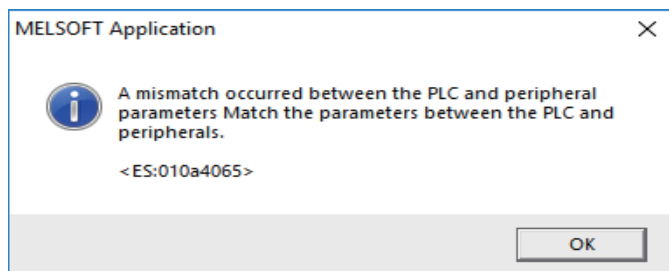 MELSOFT Application
A mismatch occurred between the PLC and peripheral
parameters Match the parameters between the PLC and
peripherals.
<ES:010a4065>
OK